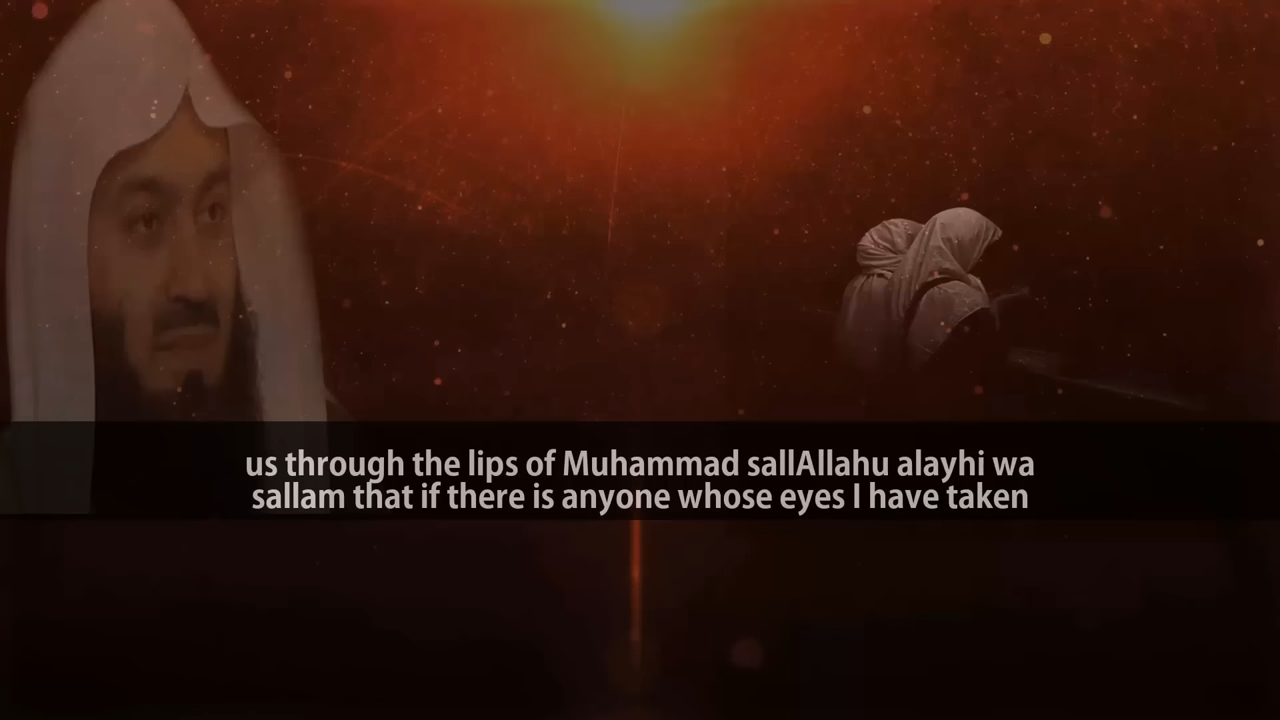 us through the lips of Muhammad sallAllahu alayhi wa
sallam that if there is anyone whose eyes I have taken